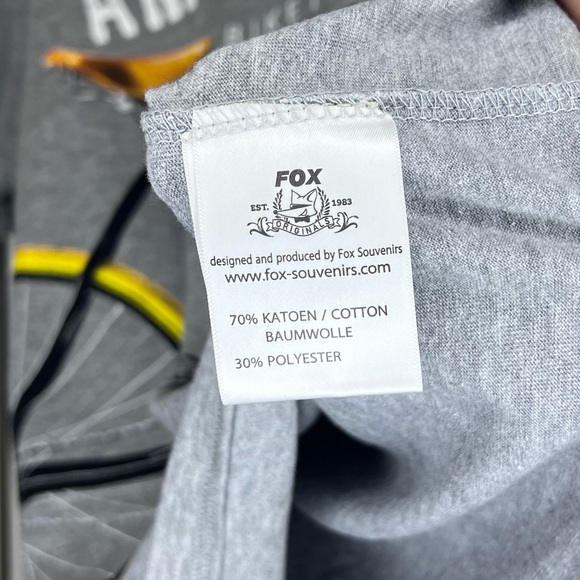 BIKE
FOX
EST. 1983
ORIGINALS
designed and produced by Fox Souvenirs
www.fox-souvenirs.com
70% KATOEN / COTTON
BAUMWOLLE
30% POLYESTER